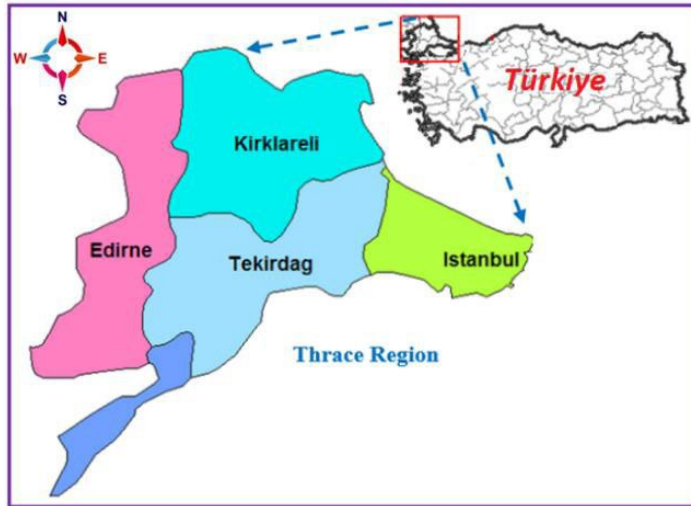 N
W E
S
Türkiye
Kirklareli
Edirne
Tekirdag
Istanbul
Thrace Region